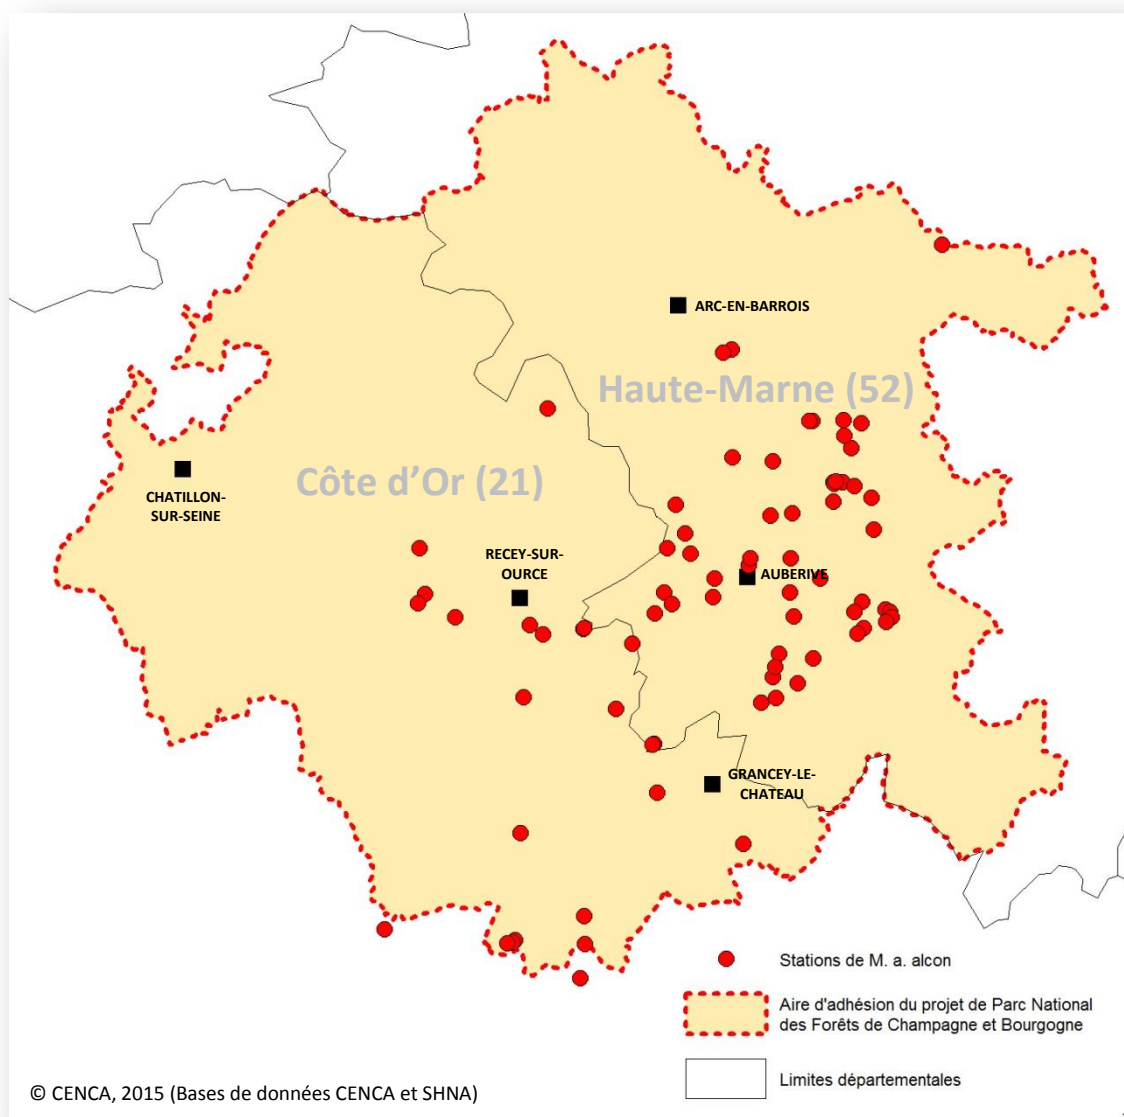 ARC-EN-BARROIS
Haute-Marne (52)
Côte d’Or (21)
CHATILLON-
SUR-SEINE
RECEY-SUR-
OURCE
AUBERIVE
GRANCEY-LE-
CHATEAU
Stations de M. a. alcon
Aire d'adhésion du projet de Parc National
des Forêts de Champagne et Bourgogne
Limites départementales
© CENCA, 2015 (Bases de données CENCA et SHNA)